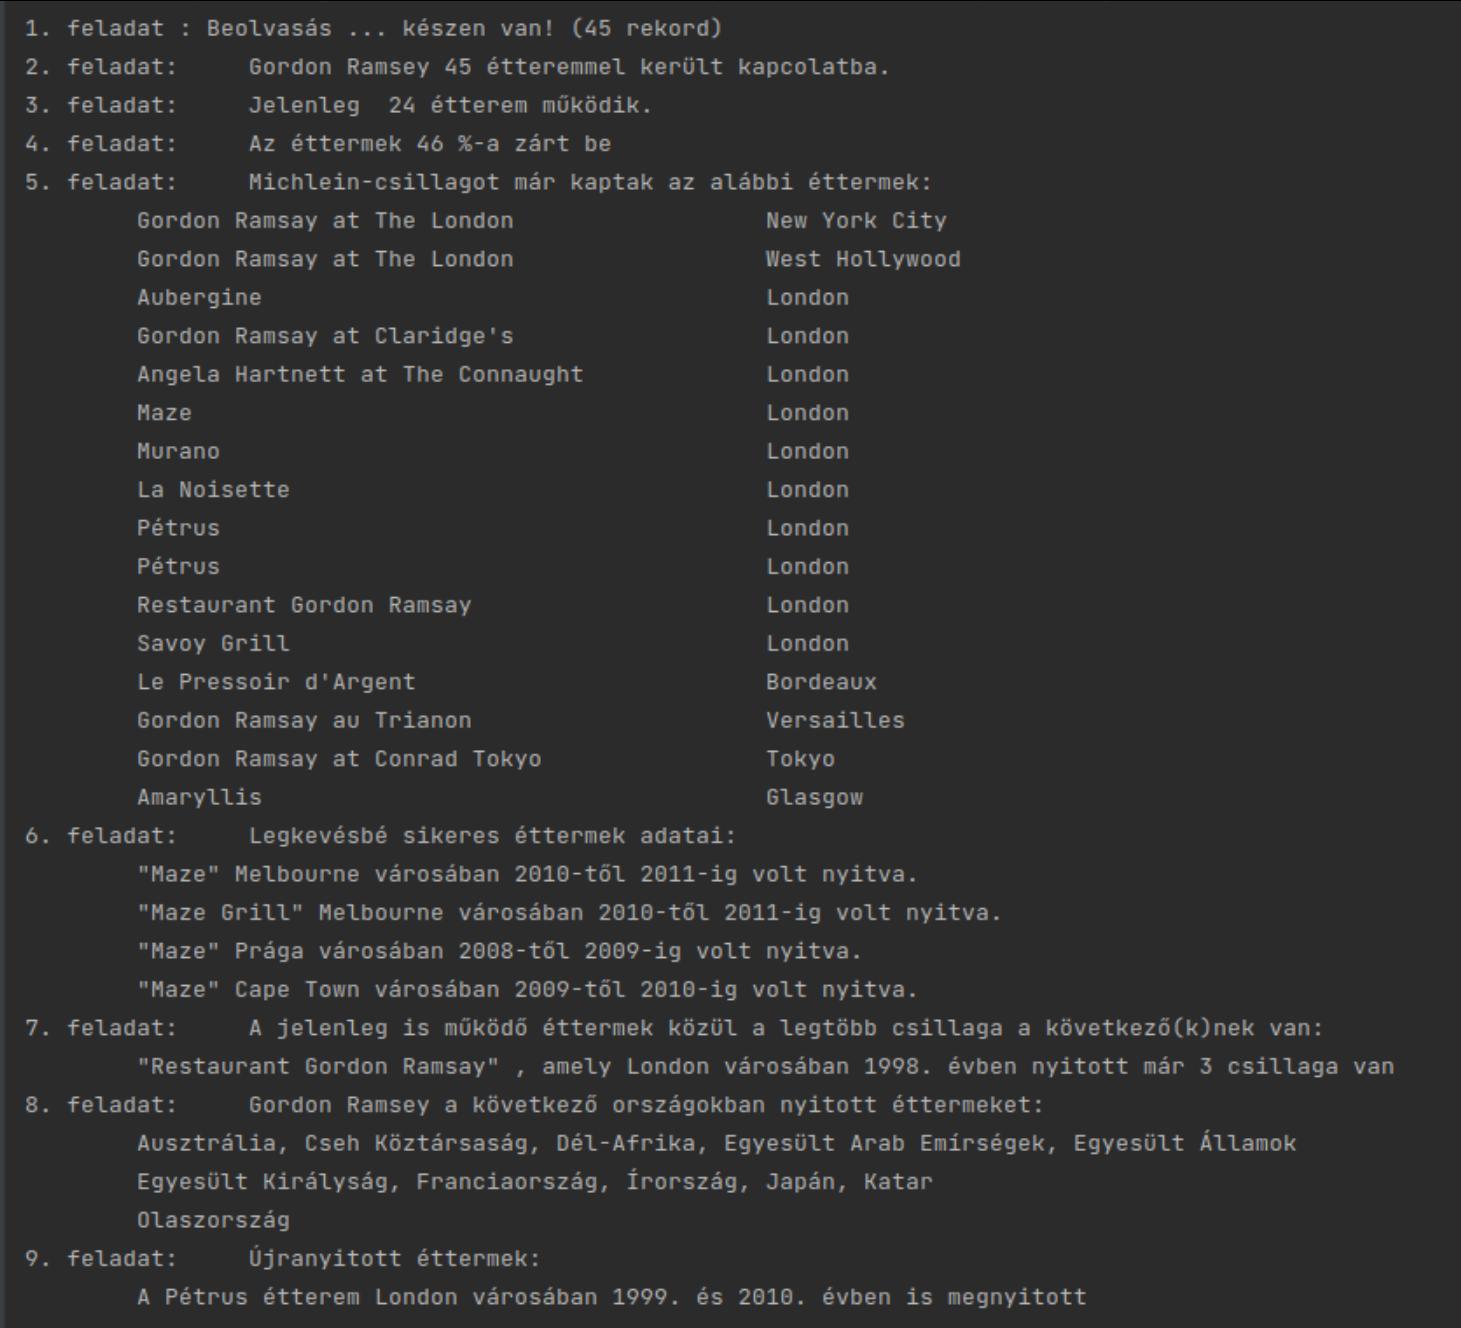 1. feladat : Beolvasás ... készen van! (45 rekord)
2. feladat: Gordon Ramsey 45 étteremmel került kapcolatba.
3. feladat: Jelenleg  24 étterem működik.
4. feladat: Az éttermek 46 %-a zárt be
5. feladat: Michlein-csillagot már kaptak az alábbi éttermek:
Gordon Ramsay at The London New York City
Gordon Ramsay at The London West Hollywood
Aubergine London
Gordon Ramsay at Claridge's London
Angela Hartnett at The Connaught London
Maze London
Murano London
La Noisette London
Pétrus London
Pétrus London
Restaurant Gordon Ramsay London
Savoy Grill London
Le Pressoir d'Argent Bordeaux
Gordon Ramsay au Trianon Versailles
Gordon Ramsay at Conrad Tokyo Tokyo
Amaryllis Glasgow
6. feladat: Legkevésbé sikeres éttermek adatai:
"Maze" Melbourne városában 2010-től 2011-ig volt nyitva.
"Maze Grill" Melbourne városában 2010-től 2011-ig volt nyitva.
"Maze" Prága városában 2008-től 2009-ig volt nyitva.
"Maze" Cape Town városában 2009-től 2010-ig volt nyitva.
7. feladat: A jelenleg is működő éttermek közül a legtöbb csillaga a következő(k)nek van:
"Restaurant Gordon Ramsay" , amely London városában 1998. évben nyitott már 3 csillaga van
8. feladat: Gordon Ramsey a következő országokban nyitott éttermeket:
Ausztrália, Cseh Köztársaság, Dél-Afrika, Egyesült Arab Emírségek, Egyesült Államok
Egyesült Királyság, Franciaország, Írország, Japán, Katar
Olaszország
9. feladat: Újranyitott éttermek:
A Pétrus étterem London városában 1999. és 2010. évben is megnyitott